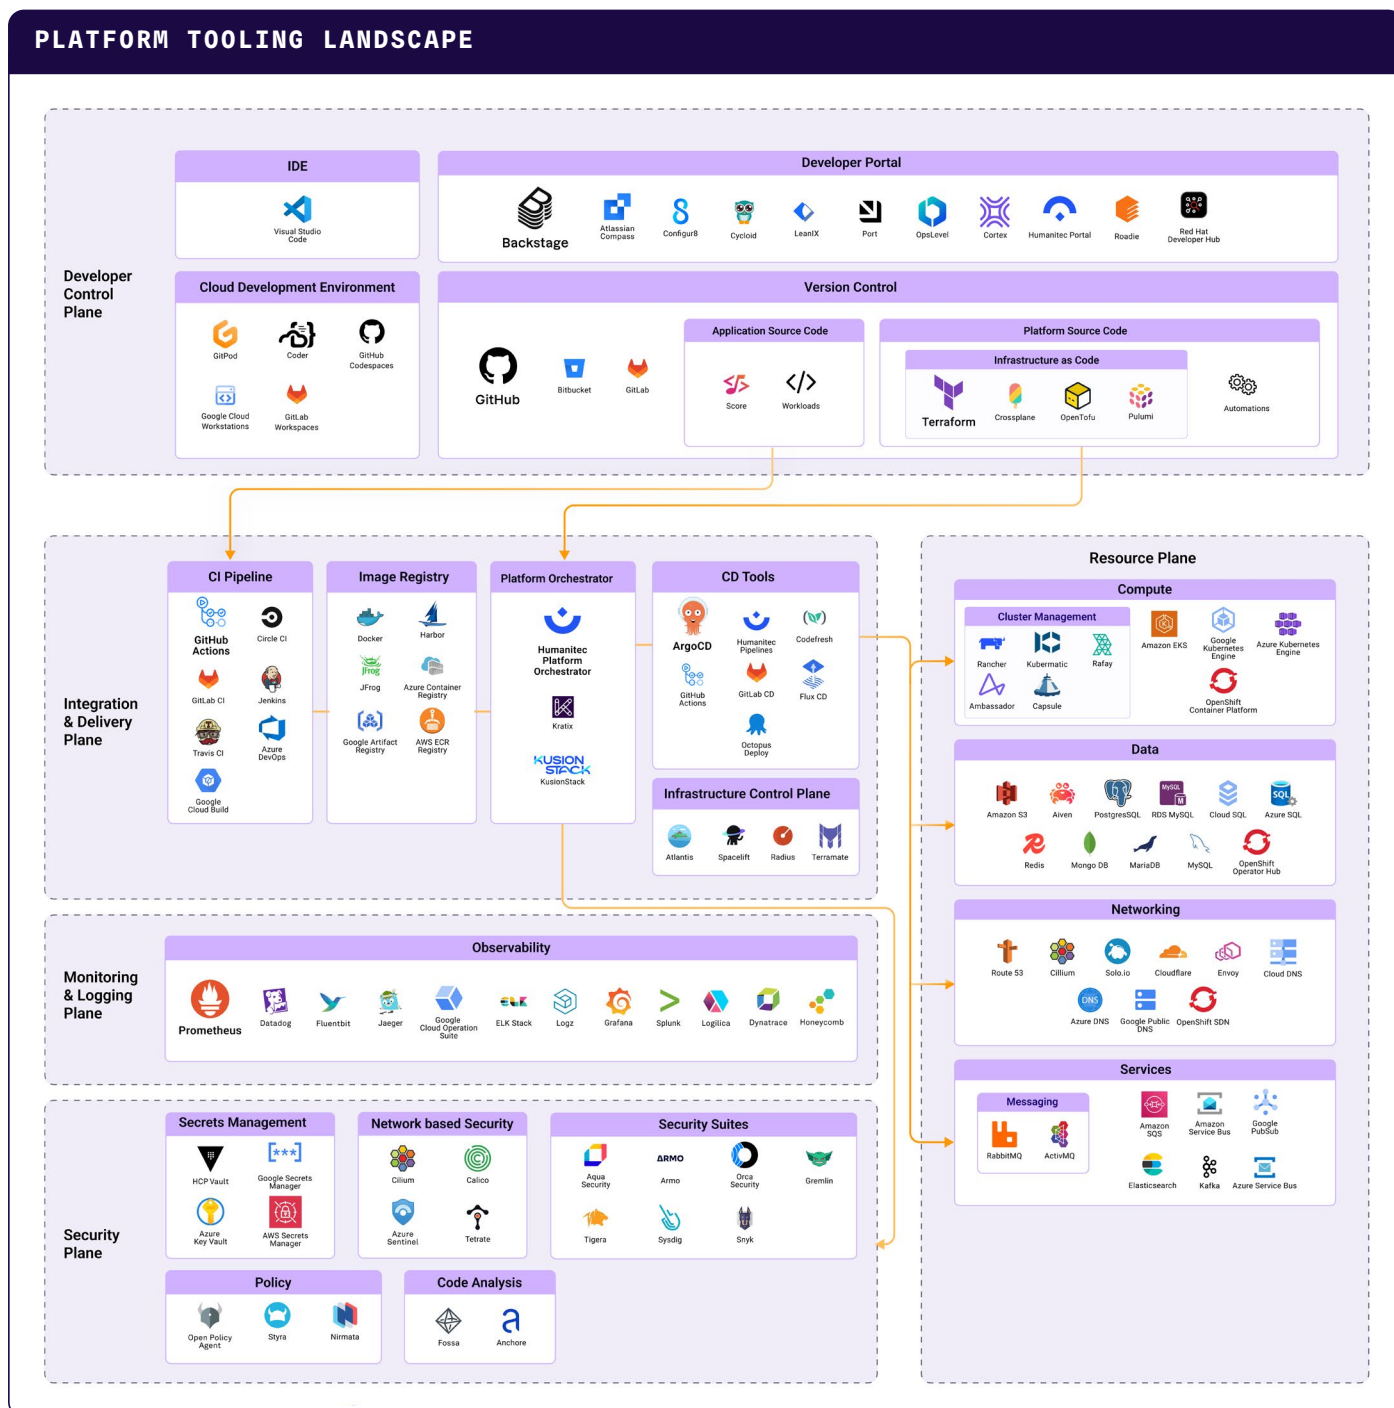 PLATFORM TOOLING LANDSCAPE
Developer
Control
Plane
IDE
Visual Studio
Code
Developer Portal
Backstage
Atlassian
Compass
Configur8
Cycloid
LeanIX
Port
OpsLevel
Cortex
Humanitec Portal
Roadie
Red Hat
Developer Hub
Cloud Development Environment
GitPod
Coder
GitHub
Codespaces
Google Cloud
Workstations
GitLab
Workspaces
Version Control
GitHub
Bitbucket
GitLab
Application Source Code
Score
Workloads
Platform Source Code
Infrastructure as Code
Terraform
Crossplane
OpenTofu
Pulumi
Automations
Integration
& Delivery
Plane
CI Pipeline
GitHub
Actions
Circle CI
GitLab CI
Jenkins
Travis CI
Azure
DevOps
Google
Cloud Build
Image Registry
Docker
Harbor
JFrog
JFrog
Azure Container
Registry
Google Artifact
Registry
AWS ECR
Registry
Platform Orchestrator
Humanitec
Platform
Orchestrator
Kratix
KUSION
STACK
KusionStack
CD Tools
ArgoCD
Humanitec
Pipelines
Codefresh
GitHub
Actions
GitLab CD
Flux CD
Octopus
Deploy
Infrastructure Control Plane
Atlantis
Spacelift
Radius
Terramate
Resource Plane
Compute
Cluster Management
Rancher
Kubermatic
Rafay
Ambassador
Capsule
Amazon EKS
Google
Kubernetes
Engine
Azure Kubernetes
Engine
OpenShift
Container Platform
Data
Amazon S3
Aiven
PostgresSQL
MySQL
M
RDS MySQL
Cloud SQL
SQL
Azure SQL
Redis
Mongo DB
MariaDB
MySQL
OpenShift
Operator Hub
Networking
Route 53
Cillium
Solo.io
Cloudflare
Envoy
Cloud DNS
DNS
Azure DNS
Google Public
DNS
OpenShift SDN
Services
Messaging
RabbitMQ
ActivMQ
Amazon
SQS
Amazon
Service Bus
Google
PubSub
Elasticsearch
Kafka
Azure Service Bus
Monitoring
& Logging
Plane
Observability
Prometheus
Datadog
Fluentbit
Jaeger
Google
Cloud Operation
Suite
ELK
ELK Stack
Logz
Grafana
Splunk
Logilica
Dynatrace
Honeycomb
Security
Plane
Secrets Management
HCP Vault
[***]
Google Secrets
Manager
Azure
Key Vault
AWS Secrets
Manager
Network based Security
Cilium
Calico
Azure
Sentinel
Tetrate
Security Suites
Aqua
Security
ARMO
Armo
Orca
Security
Gremlin
Tigera
Sysdig
Snyk
Policy
Open Policy
Agent
Styra
Nirmata
Code Analysis
Fossa
Anchore